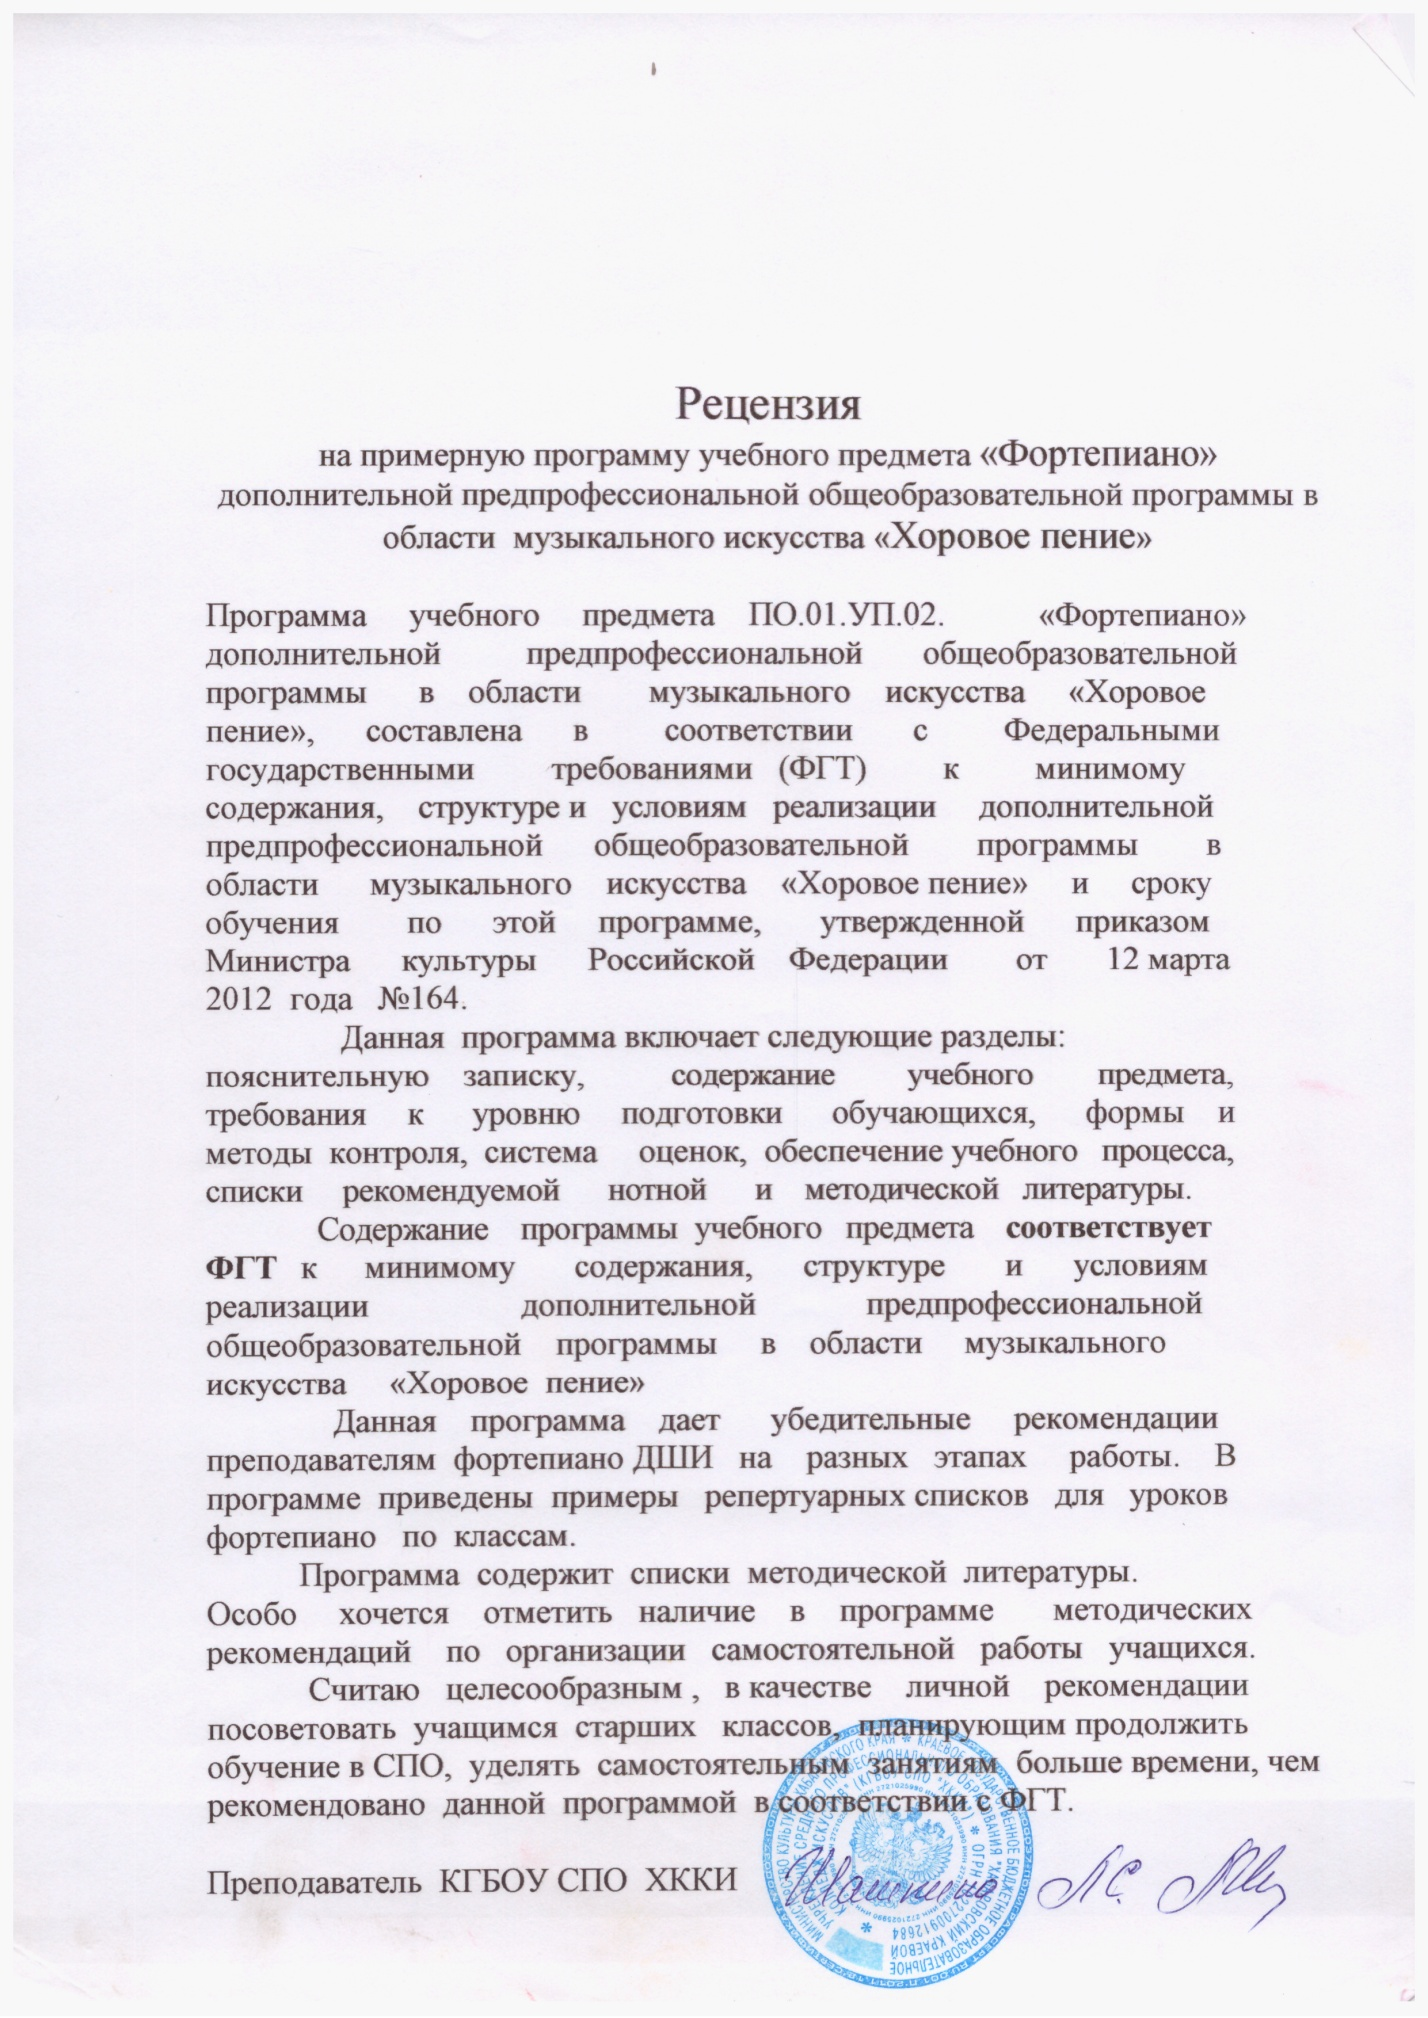 Рецензия
на примерную программу учебного предмета «Фортепиано»
дополнительной предпрофессиональной общеобразовательной программы в
области музыкального искусства «Хоровое пение»
Программа учебного предмета ПО.01.УП.02. «Фортепиано»
дополнительной предпрофессиональной общеобразовательной
программы в области музыкального искусства «Хоровое
пение», составлена в соответствии с Федеральными
государственными требованиями (ФГТ) к минимому
содержания, структуре и условиям реализации дополнительной
предпрофессиональной общеобразовательной программы в
области музыкального искусства «Хоровое пение» и сроку
обучения по этой программе, утвержденной приказом
Министра культуры Российской Федерации от 12 марта
2012 года №164.
Данная программа включает следующие разделы:
пояснительную записку, содержание учебного предмета,
требования к уровню подготовки обучающихся, формы и
методы контроля, система оценок, обеспечение учебного процесса,
списки рекомендуемой нотной и методической литературы.
Содержание программы учебного предмета соответствует
ФГТ к минимому содержания, структуре и условиям
реализации дополнительной предпрофессиональной
общеобразовательной программы в области музыкального
искусства «Хоровое пение»
Данная программа дает убедительные рекомендации
преподавателям фортепиано ДШИ на разных этапах работы. В
программе приведены примеры репертуарных списков для уроков
фортепиано по классам.
Программа содержит списки методической литературы.
Особо хочется отметить наличие в программе методических
рекомендаций по организации самостоятельной работы учащихся.
Считаю целесообразным , в качестве личной рекомендации
посоветовать учащимся старших классов, планирующим продолжить
обучение в СПО, уделять самостоятельным занятиям больше времени, чем
рекомендовано данной программой в соответствии с ФГТ.
Преподаватель КГБОУ СПО ХККИ